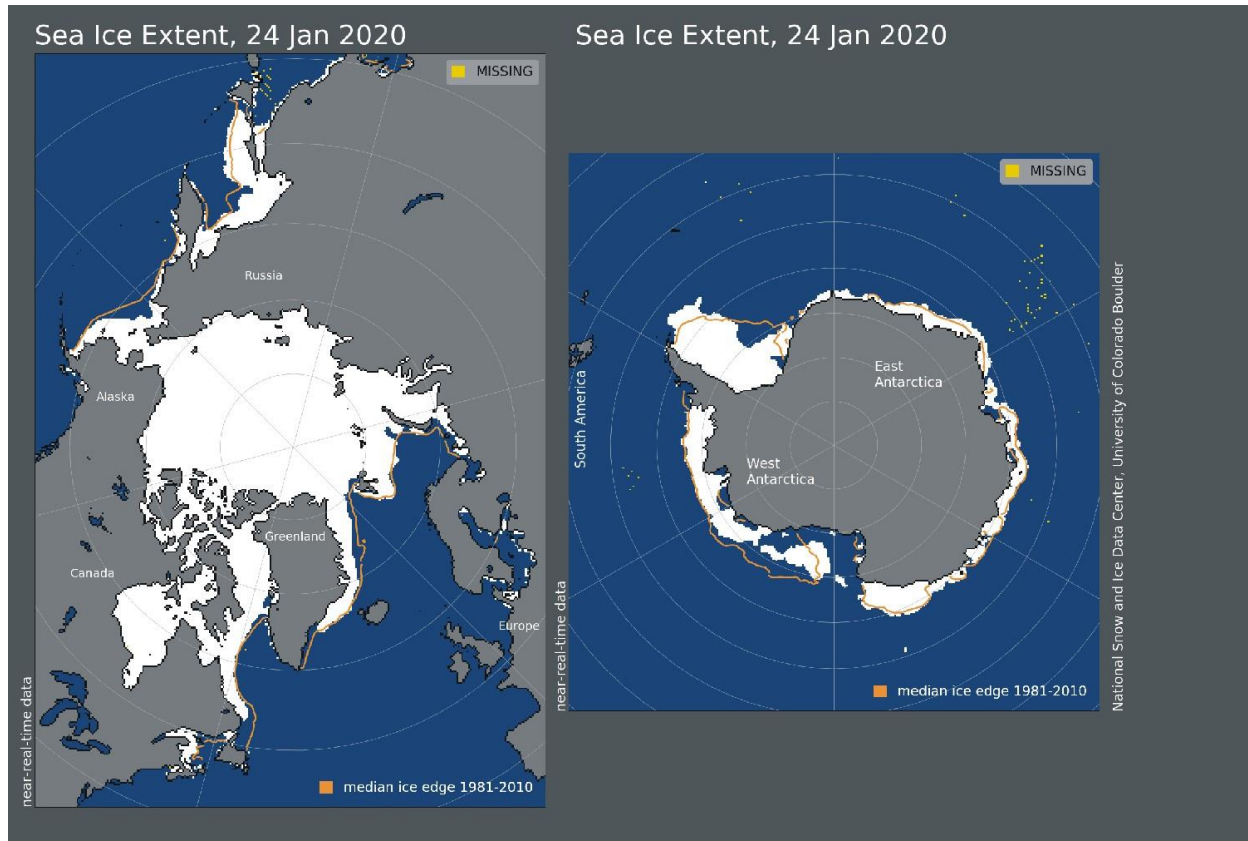 Sea Ice Extent, 24 Jan 2020
MISSING
Russia
Alaska
Greenland
Canada
Europe
near-real-time data
median ice edge 1981-2010
Sea Ice Extent, 24 Jan 2020
MISSING
East
Antarctica
South America
West
Antarctica
near-real-time data
median ice edge 1981-2010
National Snow and Ice Data Center, University of Colorado Boulder